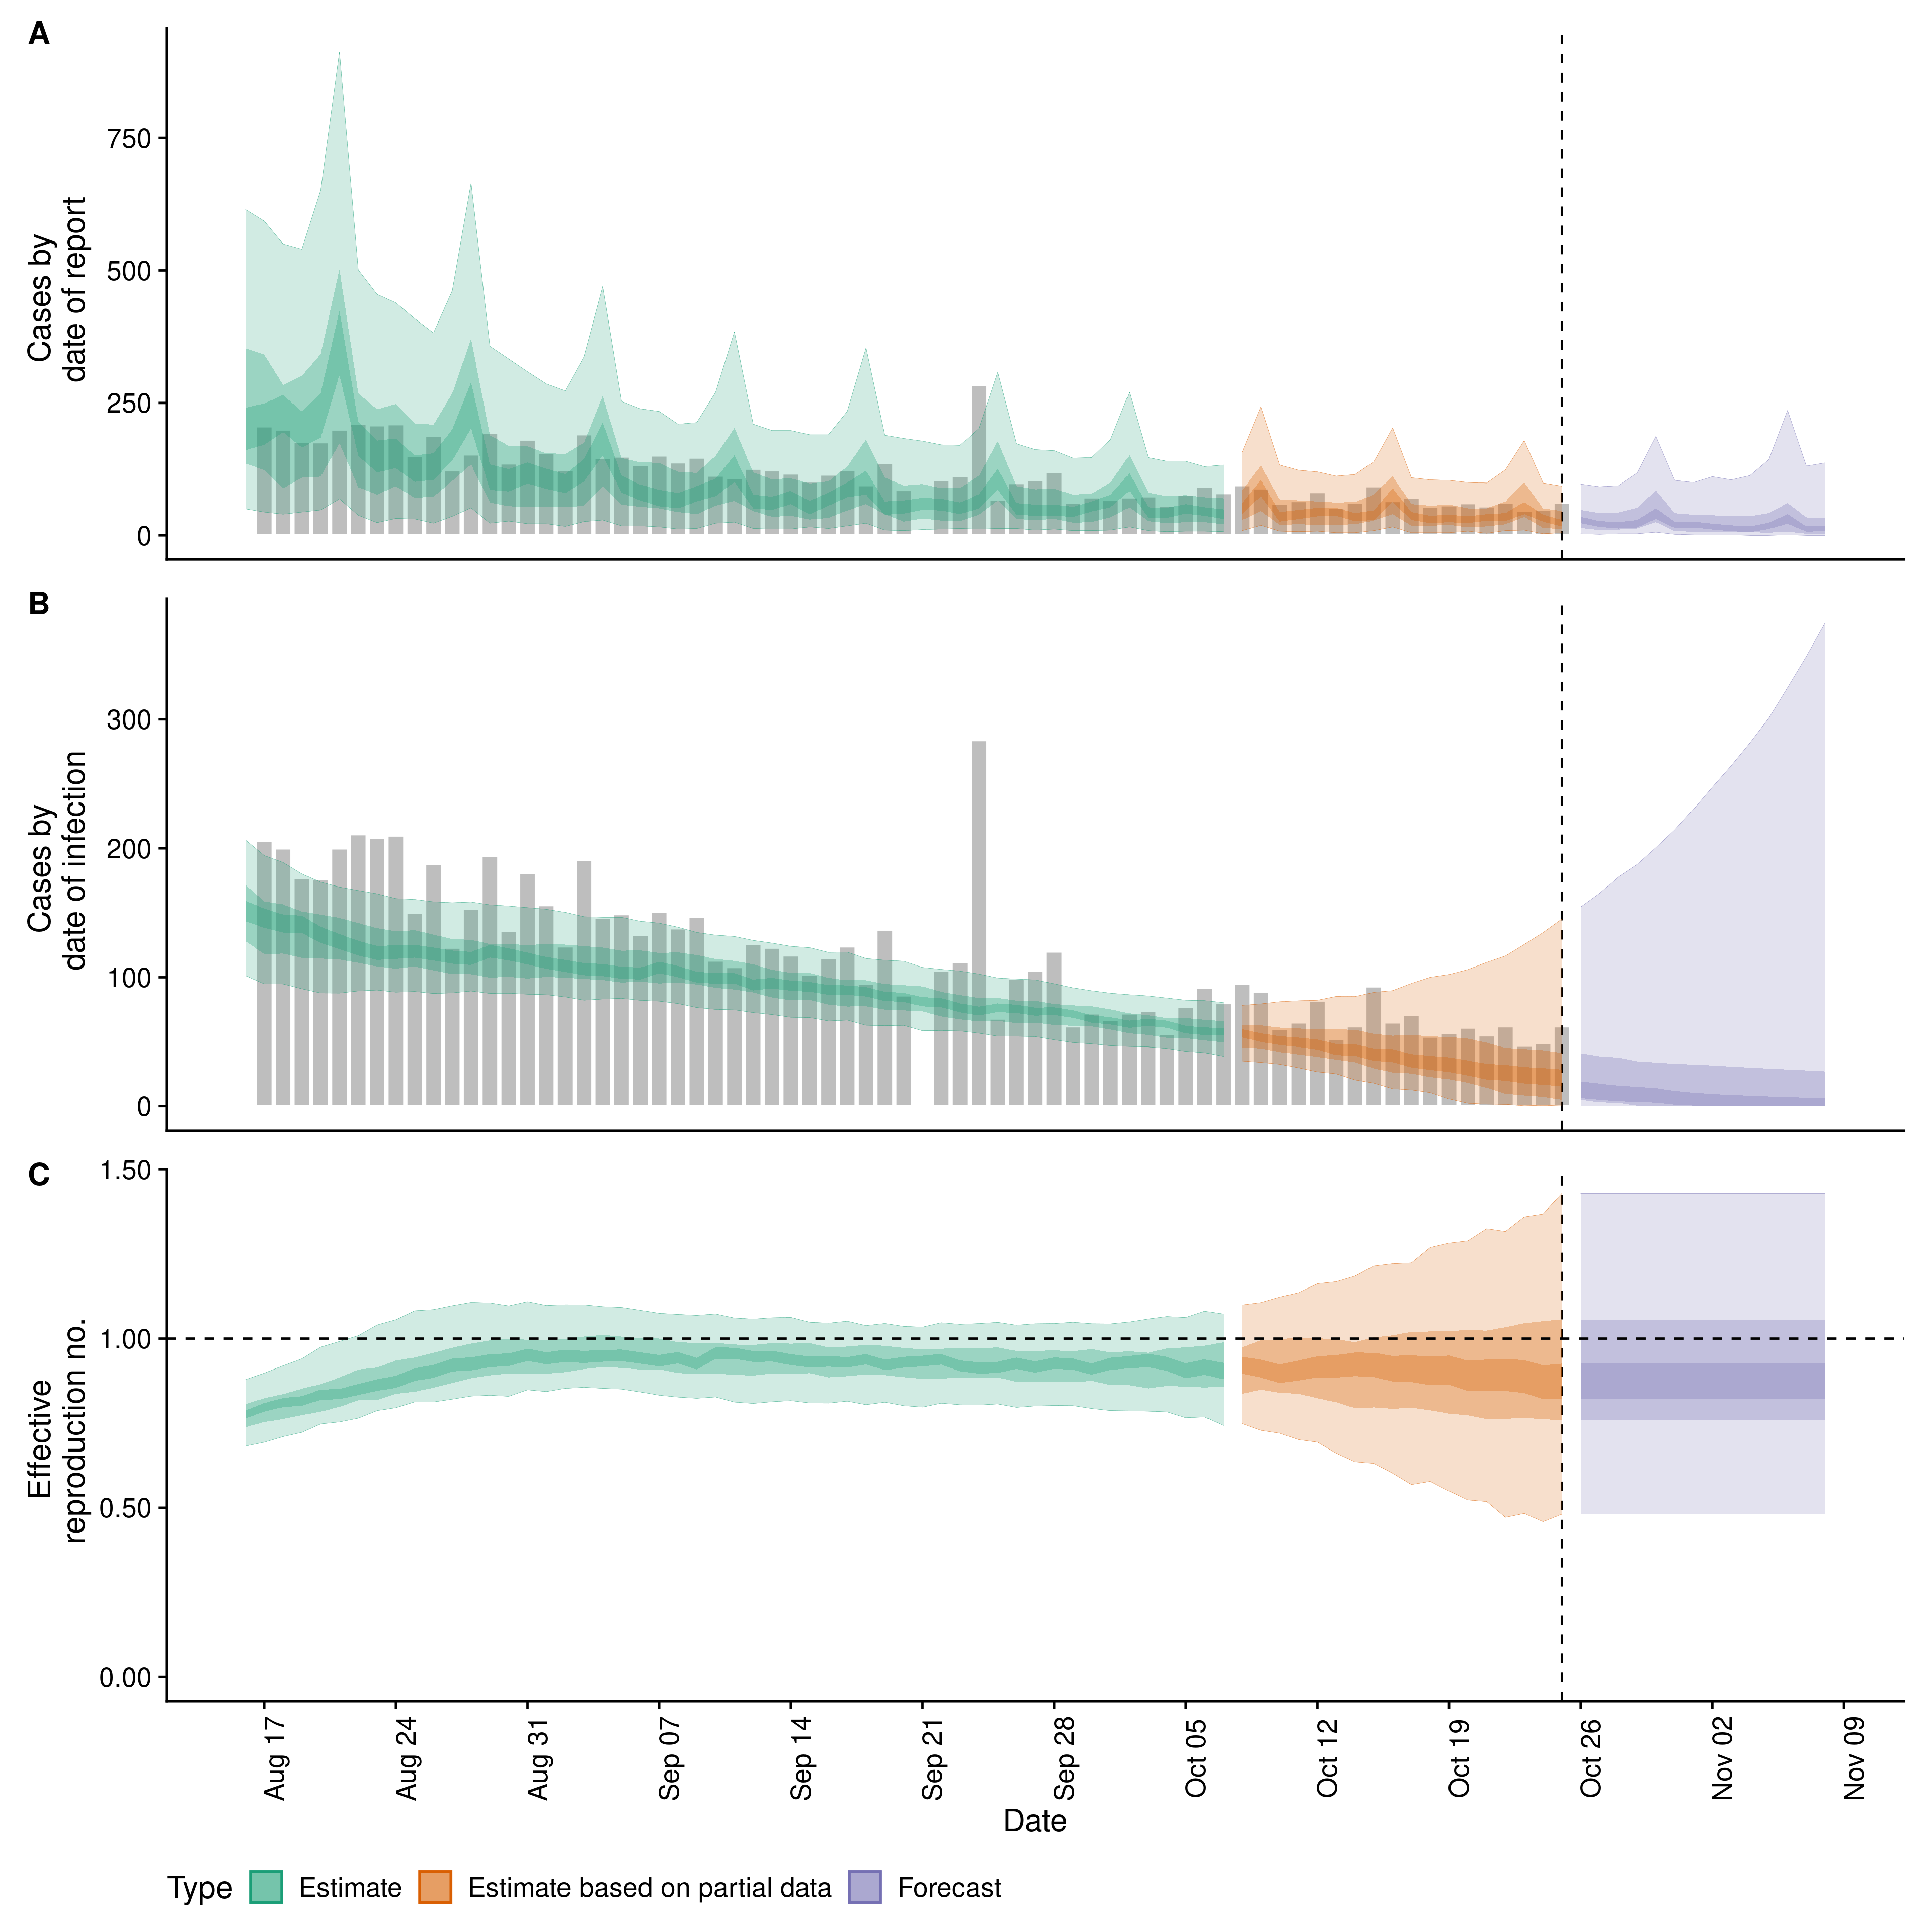 A
750
500
250
0
Cases by
date of report
B
300
200
100
0
Cases by
date of infection
C
1.50
1.00
0.50
0.00
Effective
reproduction no.
Aug 17
Aug 24
Aug 31
Sep 07
Sep 14
Sep 21
Sep 28
Oct 05
Oct 12
Oct 19
Oct 26
Nov 02
Nov 09
Date
Type Estimate Estimate based on partial data Forecast